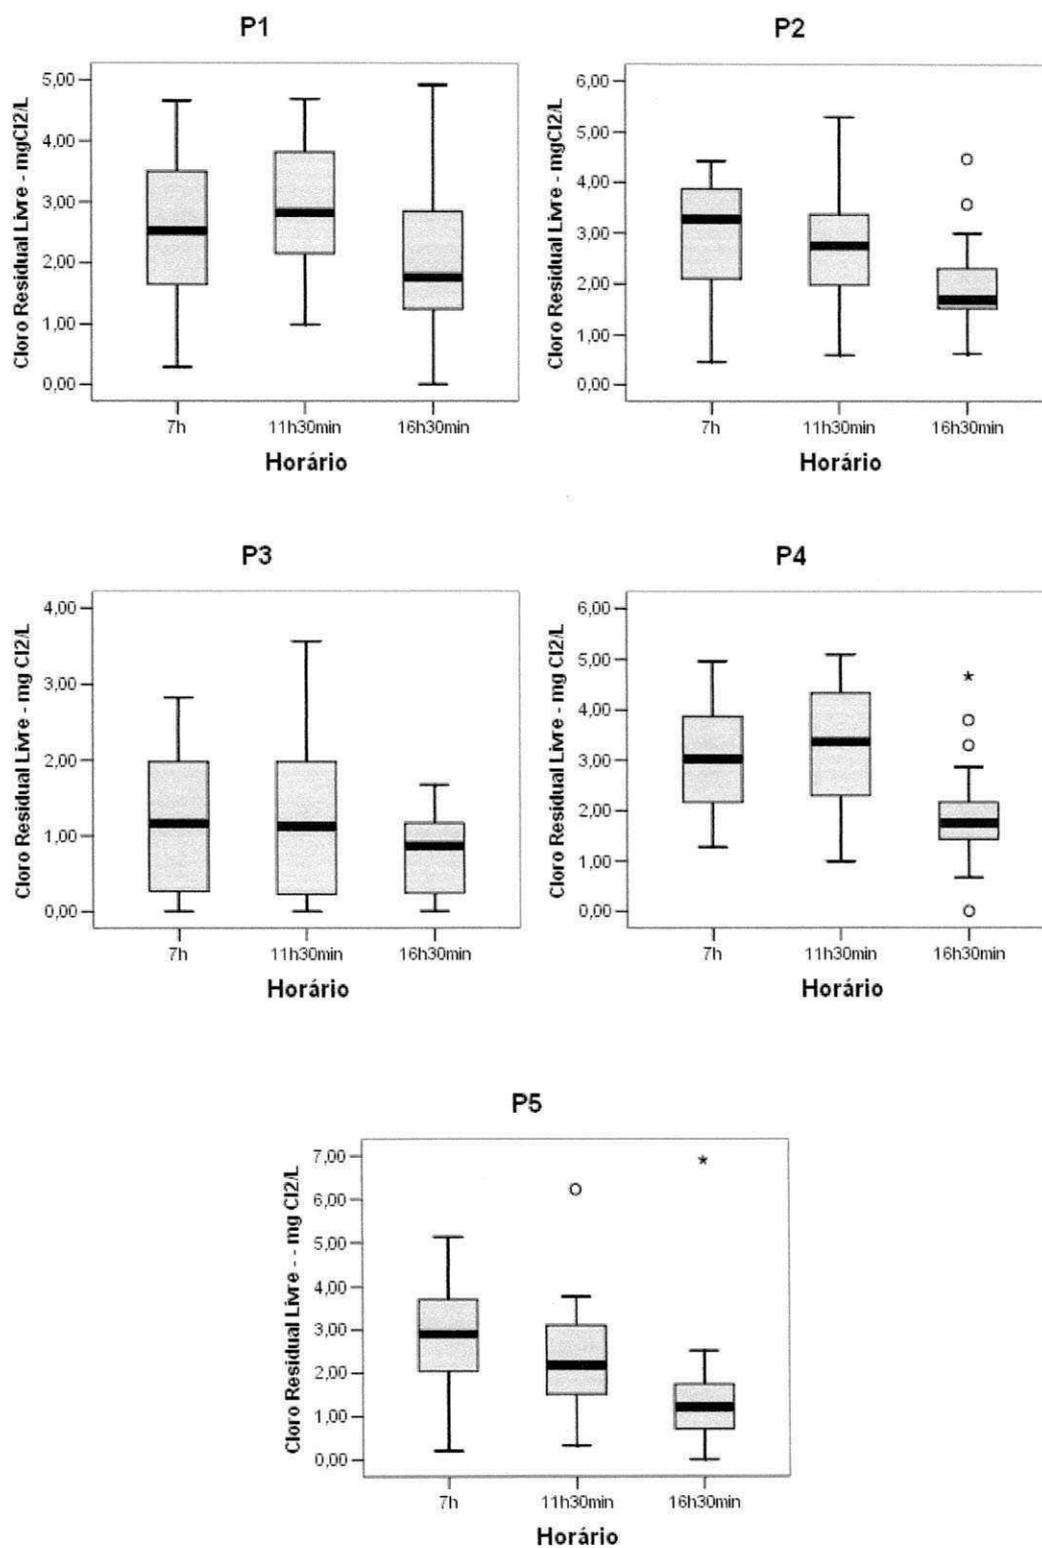 P1
Cloro Residual Livre - mgCl2/L
5,00
4,00
3,00
2,00
1,00
0,00
7h
11h30min
16h30min
Horário
P2
Cloro Residual Livre - mgCl2/L
6,00
5,00
4,00
3,00
2,00
1,00
0,00
7h
11h30min
16h30min
Horário
P3
Cloro Residual Livre - mg Cl2/L
4,00
3,00
2,00
1,00
0,00
7h
11h30min
16h30min
Horário
P4
Cloro Residual Livre - mg Cl2/L
6,00
5,00
4,00
3,00
2,00
1,00
0,00
7h
11h30min
16h30min
Horário
P5
Cloro Residual Livre - - mg Cl2/L
7,00
6,00
5,00
4,00
3,00
2,00
1,00
0,00
7h
11h30min
16h30min
Horário